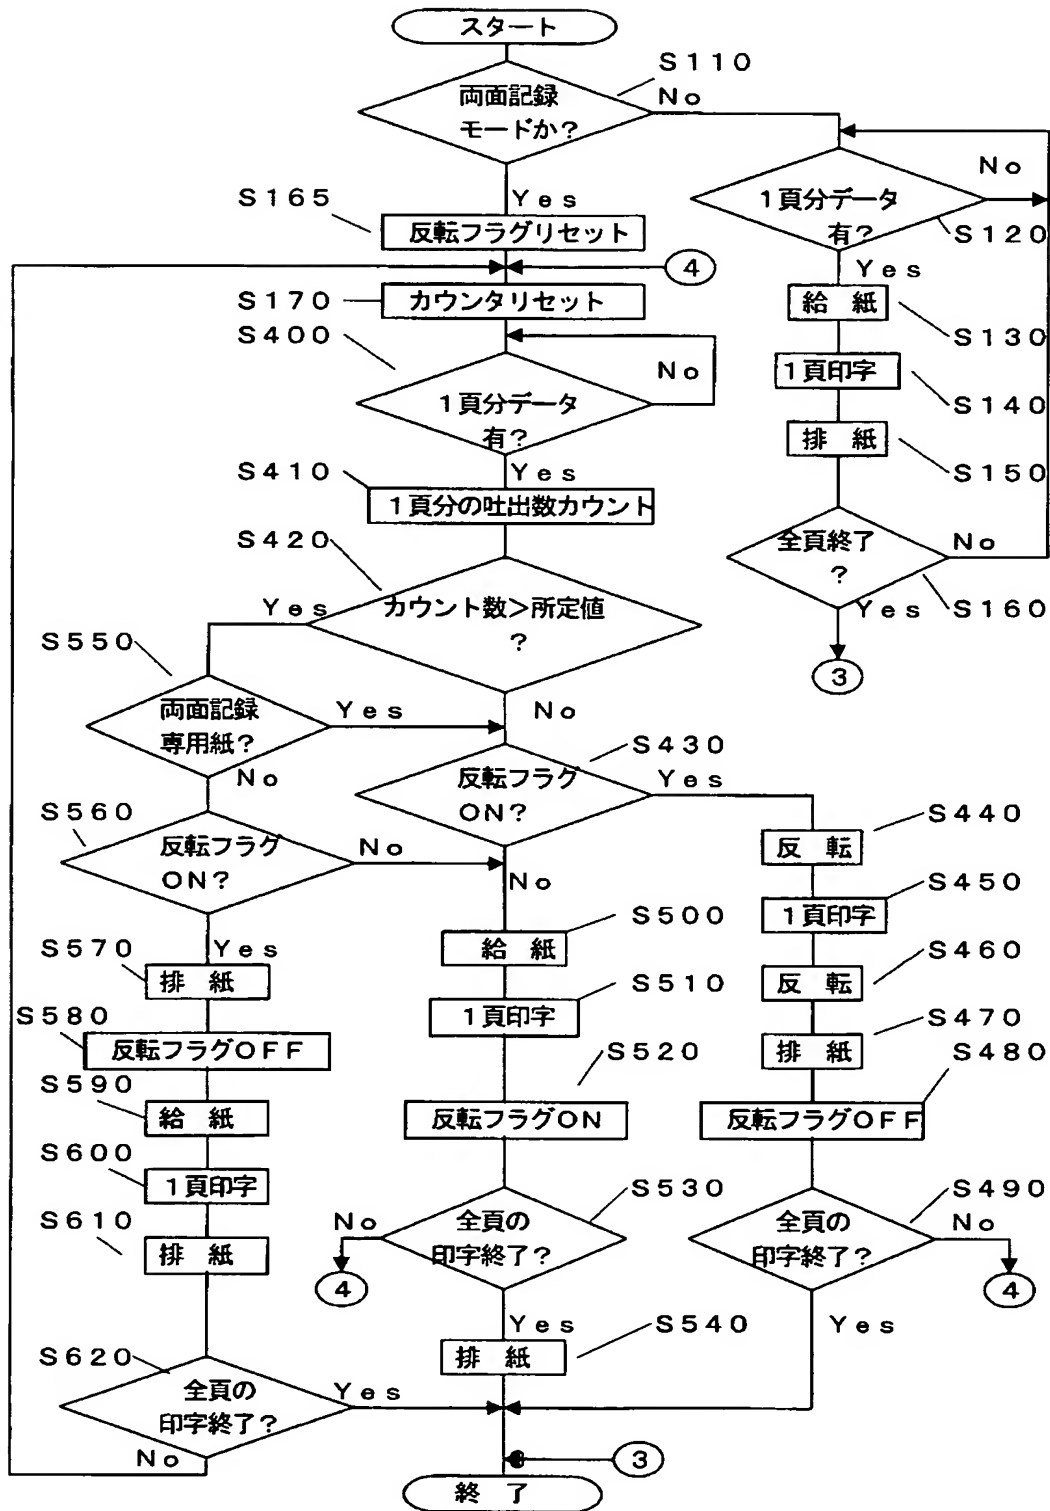 スタート
S110
両面記録
モードか?
No
S165
Yes
反転フラグリセット
④
S170
カウンタリセット
S400
No
1頁分データ
有?
S410
Yes
1頁分の吐出数カウント
S420
カウント数>所定値
?
Yes
No
No
1頁分データ
有?
S120
Yes
給 紙
S130
1頁印字
S140
排 紙
S150
全頁終了
?
No
Yes
S160
③
S550
両面記録
専用紙?
Yes
No
S430
反転フラグ
ON?
Yes
No
S560
反転フラグ
ON?
No
Yes
S570
排 紙
S580
反転フラグOFF
S590
給 紙
S600
1頁印字
S610
排 紙
S620
全頁の
印字終了?
Yes
No
S500
給 紙
S510
1頁印字
S520
反転フラグON
S530
全頁の
印字終了?
No
④
Yes
S540
排 紙
S440
反 転
S450
1頁印字
S460
反 転
S470
排 紙
S480
反転フラグOFF
S490
全頁の
印字終了?
No
④
Yes
③
終 了